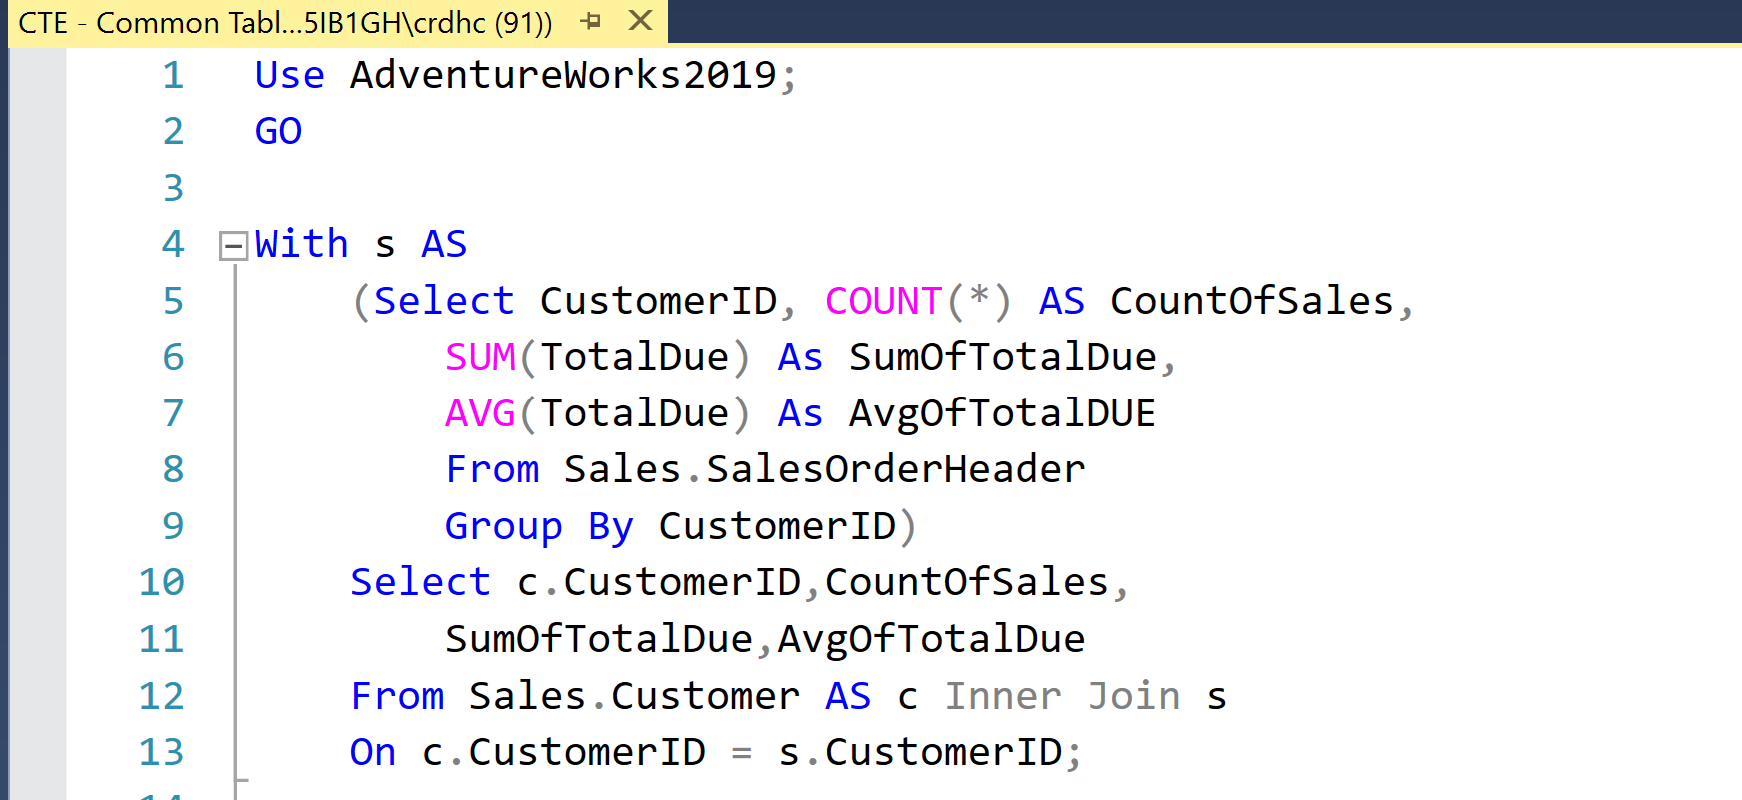 CTE - Common Tabl...5IB1GH\crdhc (91))
1 Use AdventureWorks2019;
2 GO
3
4 With s AS
5 (Select CustomerID, COUNT(*) AS CountOfSales,
6 SUM(TotalDue) As SumOfTotalDue,
7 AVG(TotalDue) As AvgOfTotalDUE
8 From Sales.SalesOrderHeader
9 Group By CustomerID)
10 Select c.CustomerID,CountOfSales,
11 SumOfTotalDue,AvgOfTotalDue
12 From Sales.Customer AS c Inner Join s
13 On c.CustomerID = s.CustomerID;